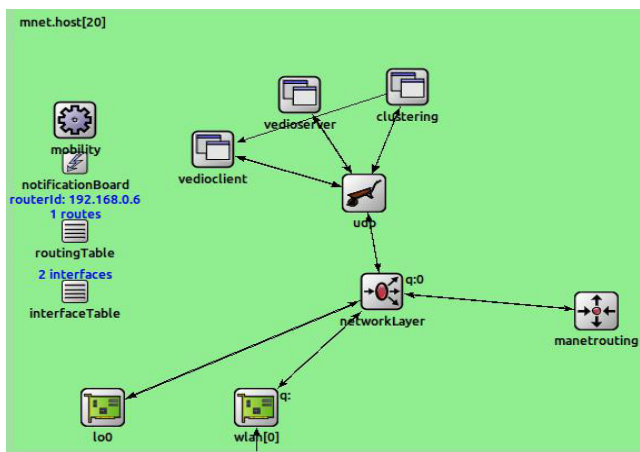 mnet.host[20]
vedioserver
clustering
mobility
vedioclient
notificationBoard
routerId: 192.168.0.6
1 routes
udp
routingTable
2 interfaces
q:0
interfaceTable
networkLayer
manetrouting
q:
lo0
wlan[0]